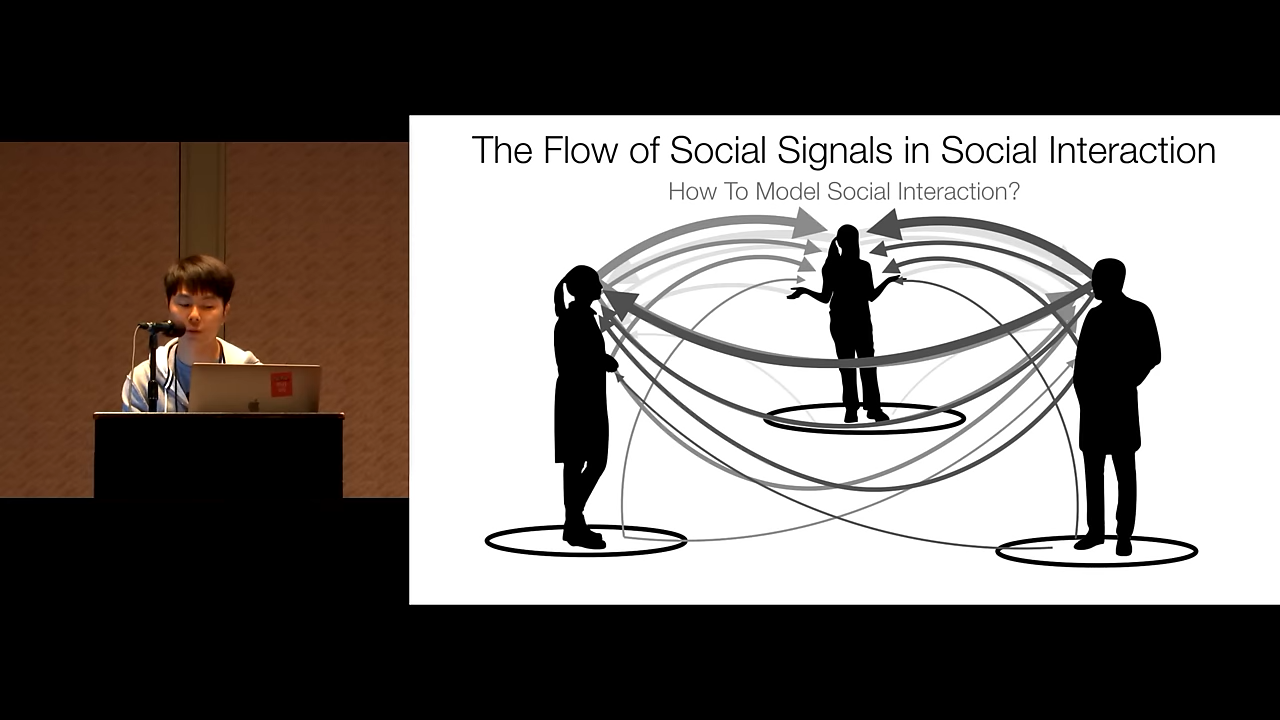 The Flow of Social Signals in Social Interaction
How To Model Social Interaction?